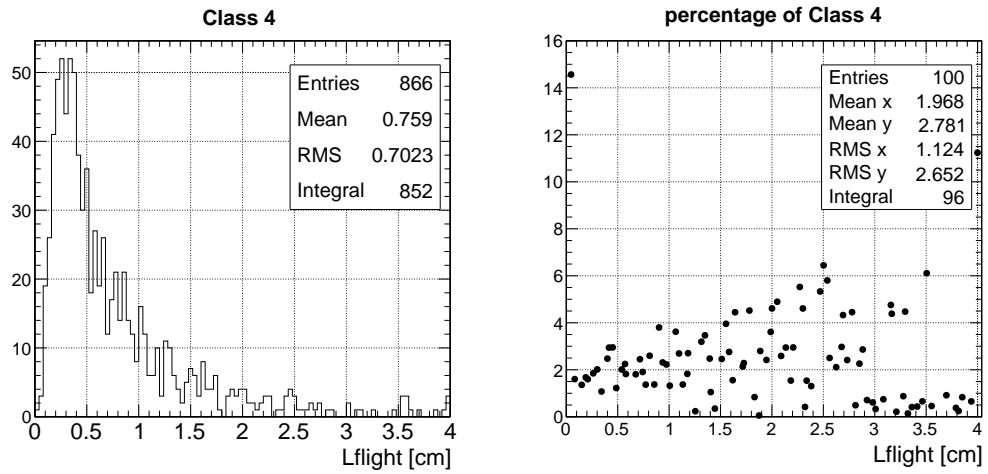 Class 4
50
40
30
20
10
0
0 0.5 1 1.5 2 2.5 3 3.5 4
Lflight [cm]
Entries 866
Mean 0.759
RMS 0.7023
Integral 852
percentage of Class 4
16
14
12
10
8
6
4
2
0
0 0.5 1 1.5 2 2.5 3 3.5 4
Lflight [cm]
Entries 100
Mean x 1.968
Mean y 2.781
RMS x 1.124
RMS y 2.652
Integral 96